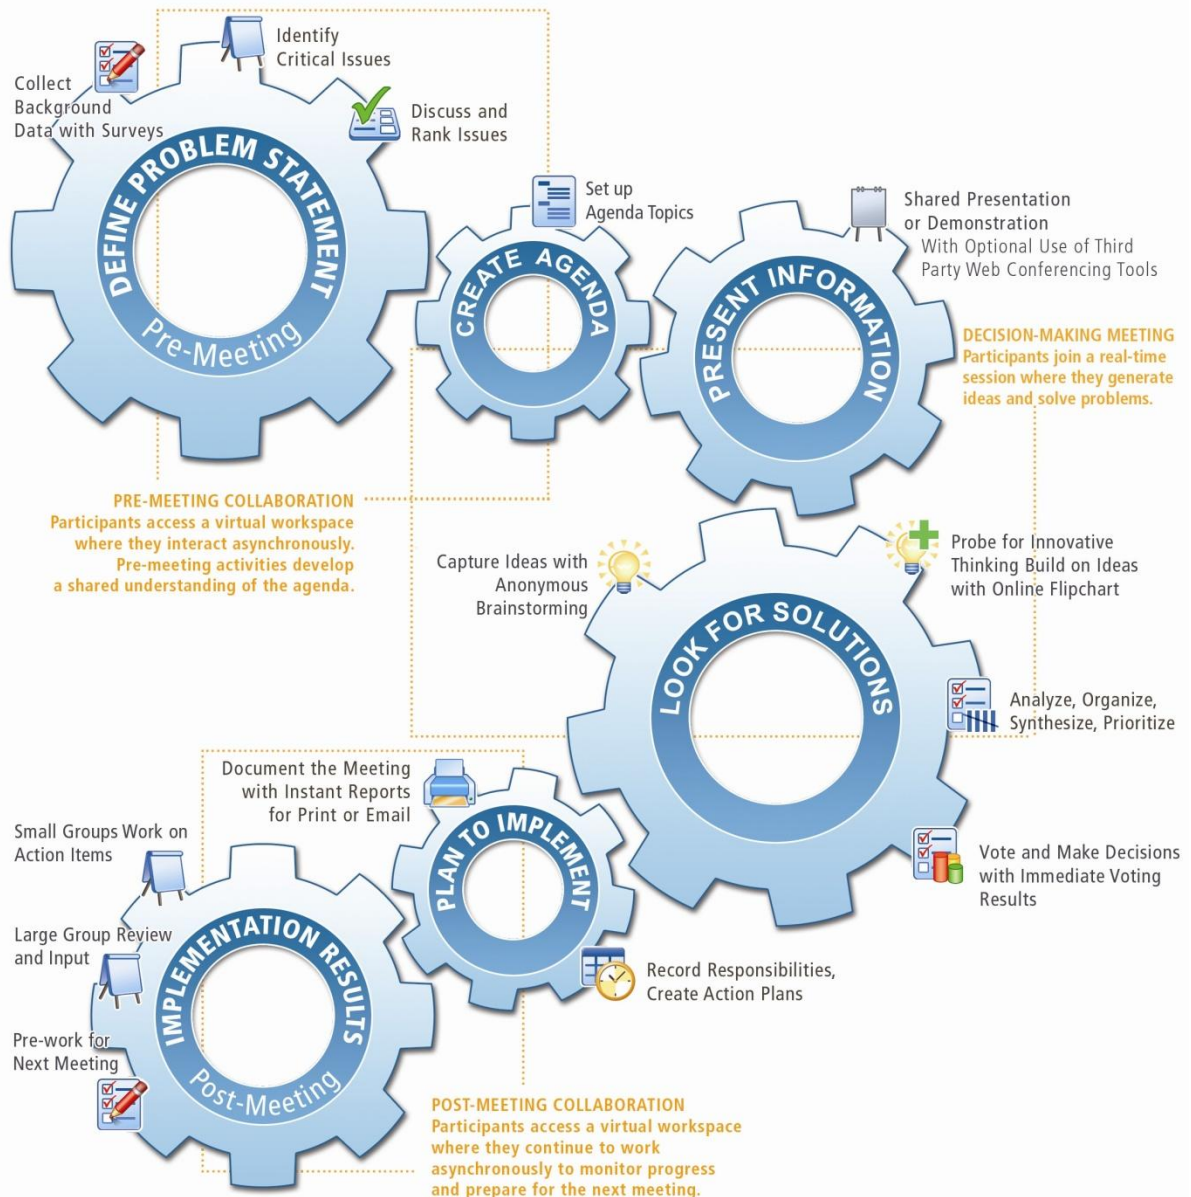 Identify
Critical Issues
Collect
Background
Data with Surveys
Discuss and
Rank Issues
DEFINE PROBLEM STATEMENT
Pre-Meeting
Set up
Agenda Topics
CREATE AGENDA
Shared Presentation
or Demonstration
With Optional Use of Third
Party Web Conferencing Tools
PRESENT INFORMATION
DECISION-MAKING MEETING
Participants join a real-time
session where they generate
ideas and solve problems.
PRE-MEETING COLLABORATION
Participants access a virtual workspace
where they interact asynchronously.
Pre-meeting activities develop
a shared understanding of the agenda.
Capture Ideas with
Anonymous
Brainstorming
Probe for Innovative
Thinking Build on Ideas
with Online Flipchart
LOOK FOR SOLUTIONS
Analyze, Organize,
Synthesize, Prioritize
Vote and Make Decisions
with Immediate Voting
Results
Document the Meeting
with Instant Reports
for Print or Email
PLAN TO IMPLEMENT
Record Responsibilities,
Create Action Plans
Small Groups Work on
Action Items
Large Group Review
and Input
Pre-work for
Next Meeting
IMPLEMENTATION RESULTS
Post-Meeting
POST-MEETING COLLABORATION
Participants access a virtual workspace
where they continue to work
asynchronously to monitor progress
and prepare for the next meeting.